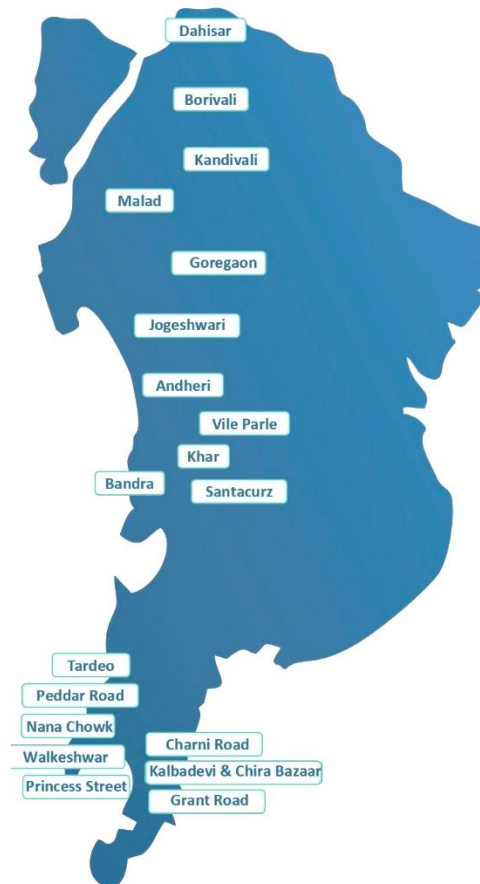 Dahisar
Borivali
Kandivali
Malad
Goregaon
Jogeshwari
Andheri
Vile Parle
Khar
Bandra
Santacurz
Tardeo
Peddar Road
Nana Chowk
Walkeshwar
Princess Street
Charni Road
Kalbadevi & Chira Bazaar
Grant Road